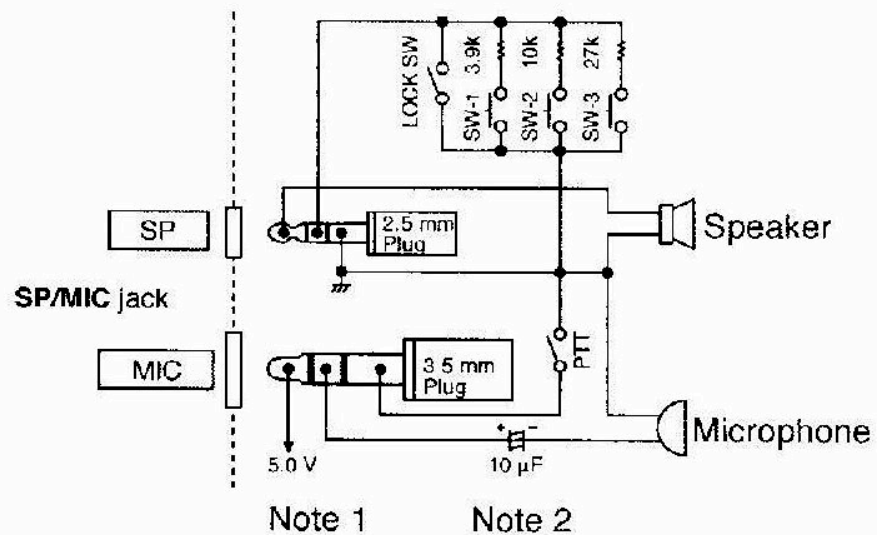 LOCK SW
3.9k
10k
27k
SW-1
SW-2
SW-3
SP
2.5 mm
Plug
Speaker
SP/MIC jack
MIC
3 5 mm
Plug
PTT
Microphone
5.0 V
+
−
10 µF
Note 1
Note 2